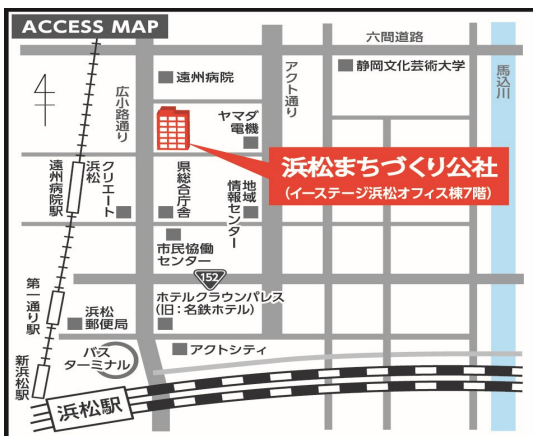 ACCESS MAP
六間道路
遠州病院
静岡文化芸術大学
馬込川
広小路通り
アクト通り
ヤマダ
電機
浜松まちづくり公社
(イーステージ浜松オフィス棟7階)
遠州病院駅
クリエート
浜松
県総合庁舎
地域
情報センター
市民協働
センター
152
第一通り駅
浜松
郵便局
ホテルクラウンパレス
(旧：名鉄ホテル)
バス
ターミナル
アクトシティ
新浜松駅
浜松駅